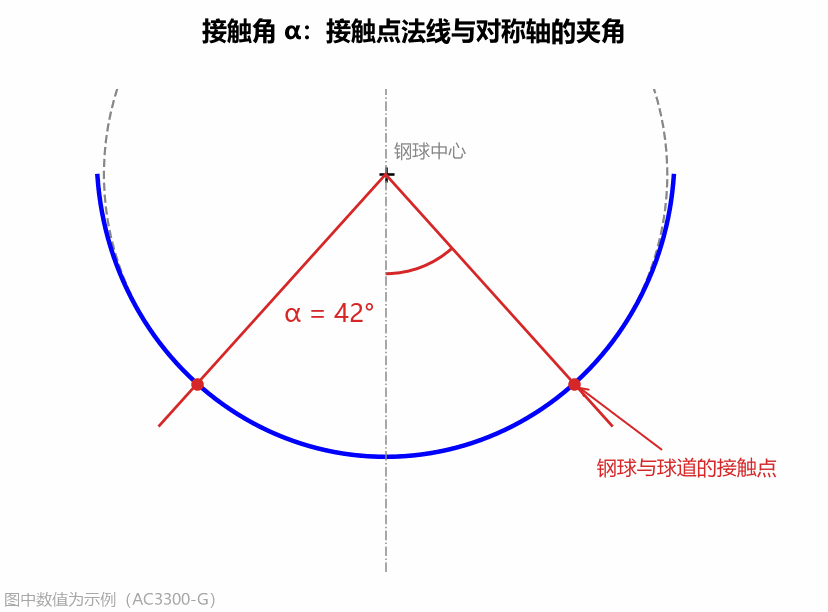 接触角 α：接触点法线与对称轴的夹角
钢球中心
α = 42°
钢球与球道的接触点
图中数值为示例（AC3300-G）